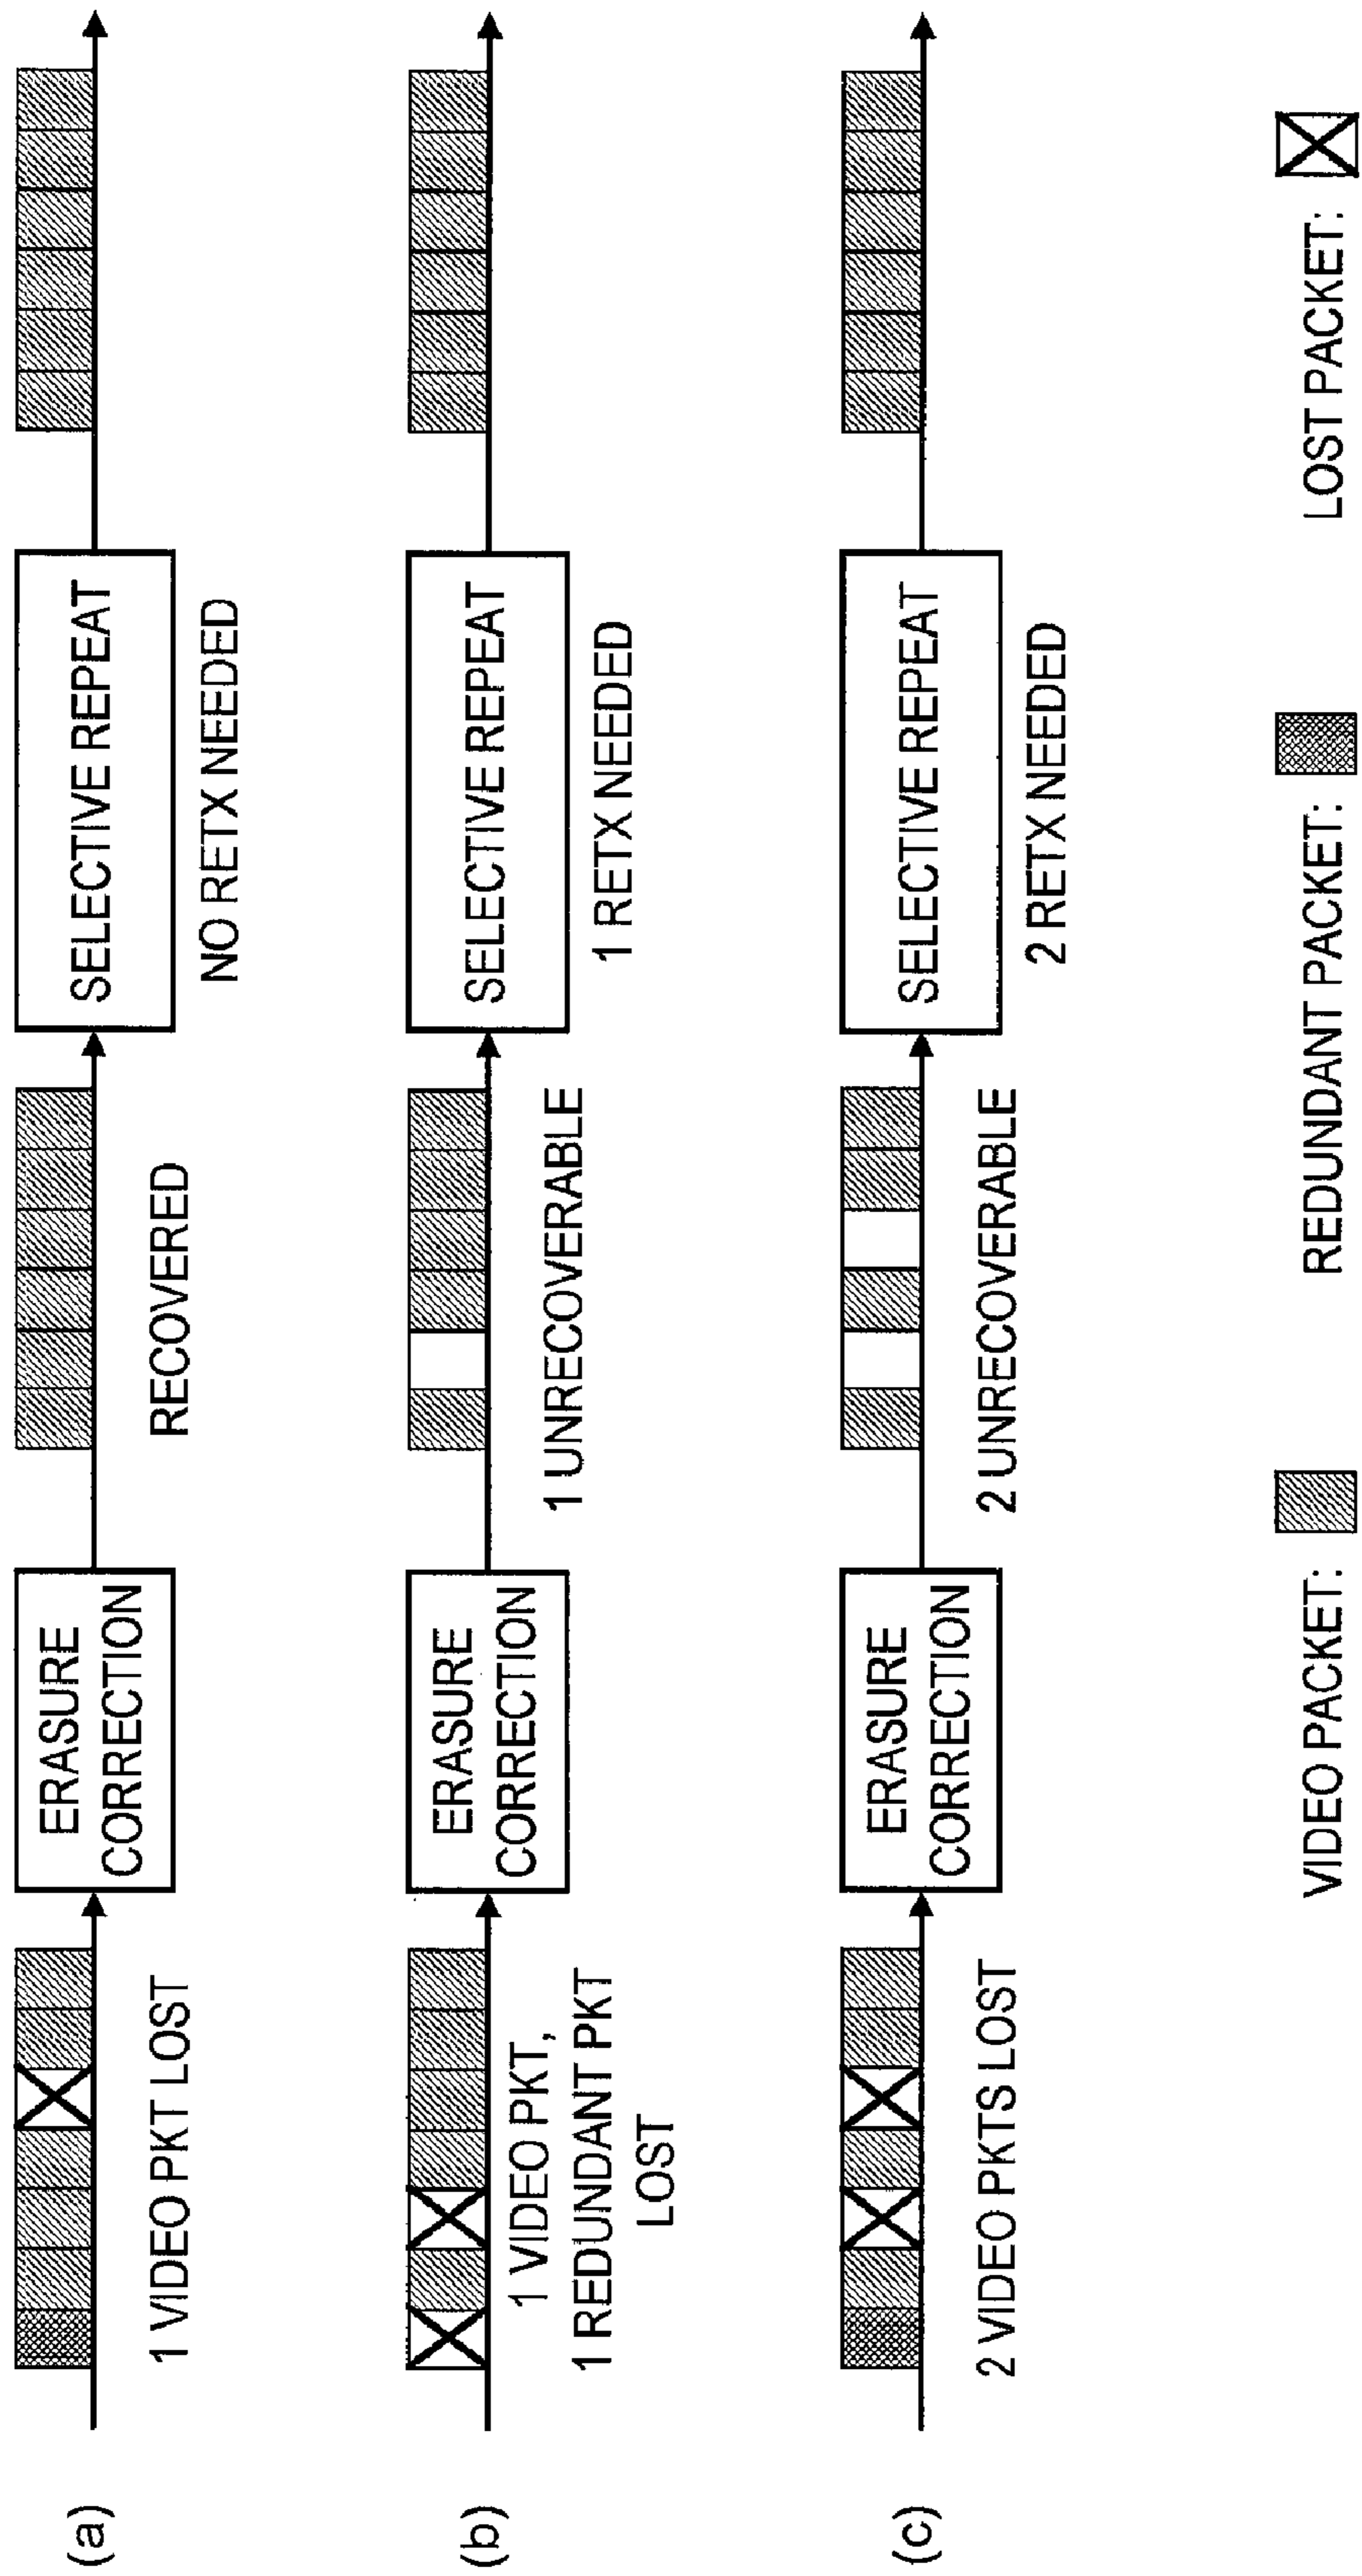 (a)
1 VIDEO PKT LOST
ERASURE
CORRECTION
RECOVERED
SELECTIVE REPEAT
NO RETX NEEDED
(b)
1 VIDEO PKT,
1 REDUNDANT PKT
LOST
ERASURE
CORRECTION
1 UNRECOVERABLE
SELECTIVE REPEAT
1 RETX NEEDED
(c)
2 VIDEO PKTS LOST
ERASURE
CORRECTION
2 UNRECOVERABLE
SELECTIVE REPEAT
2 RETX NEEDED
VIDEO PACKET:
REDUNDANT PACKET:
LOST PACKET: